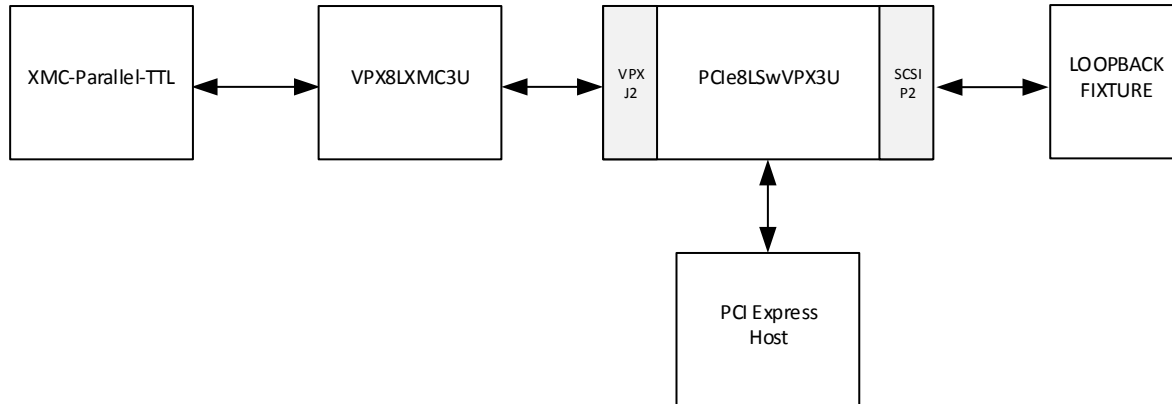 XMC-Parallel-TTL
VPX8LXMC3U
VPX
J2
PCIe8LSwVPX3U
SCSI
P2
LOOPBACK
FIXTURE
PCI Express
Host